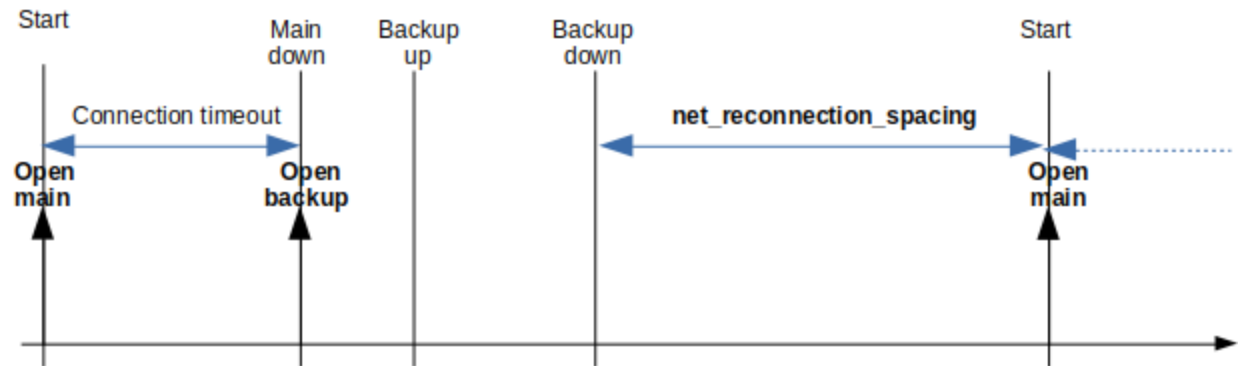 Start
Main
down
Backup
up
Backup
down
Start
Connection timeout
net_reconnection_spacing
Open
main
Open
backup
Open
main